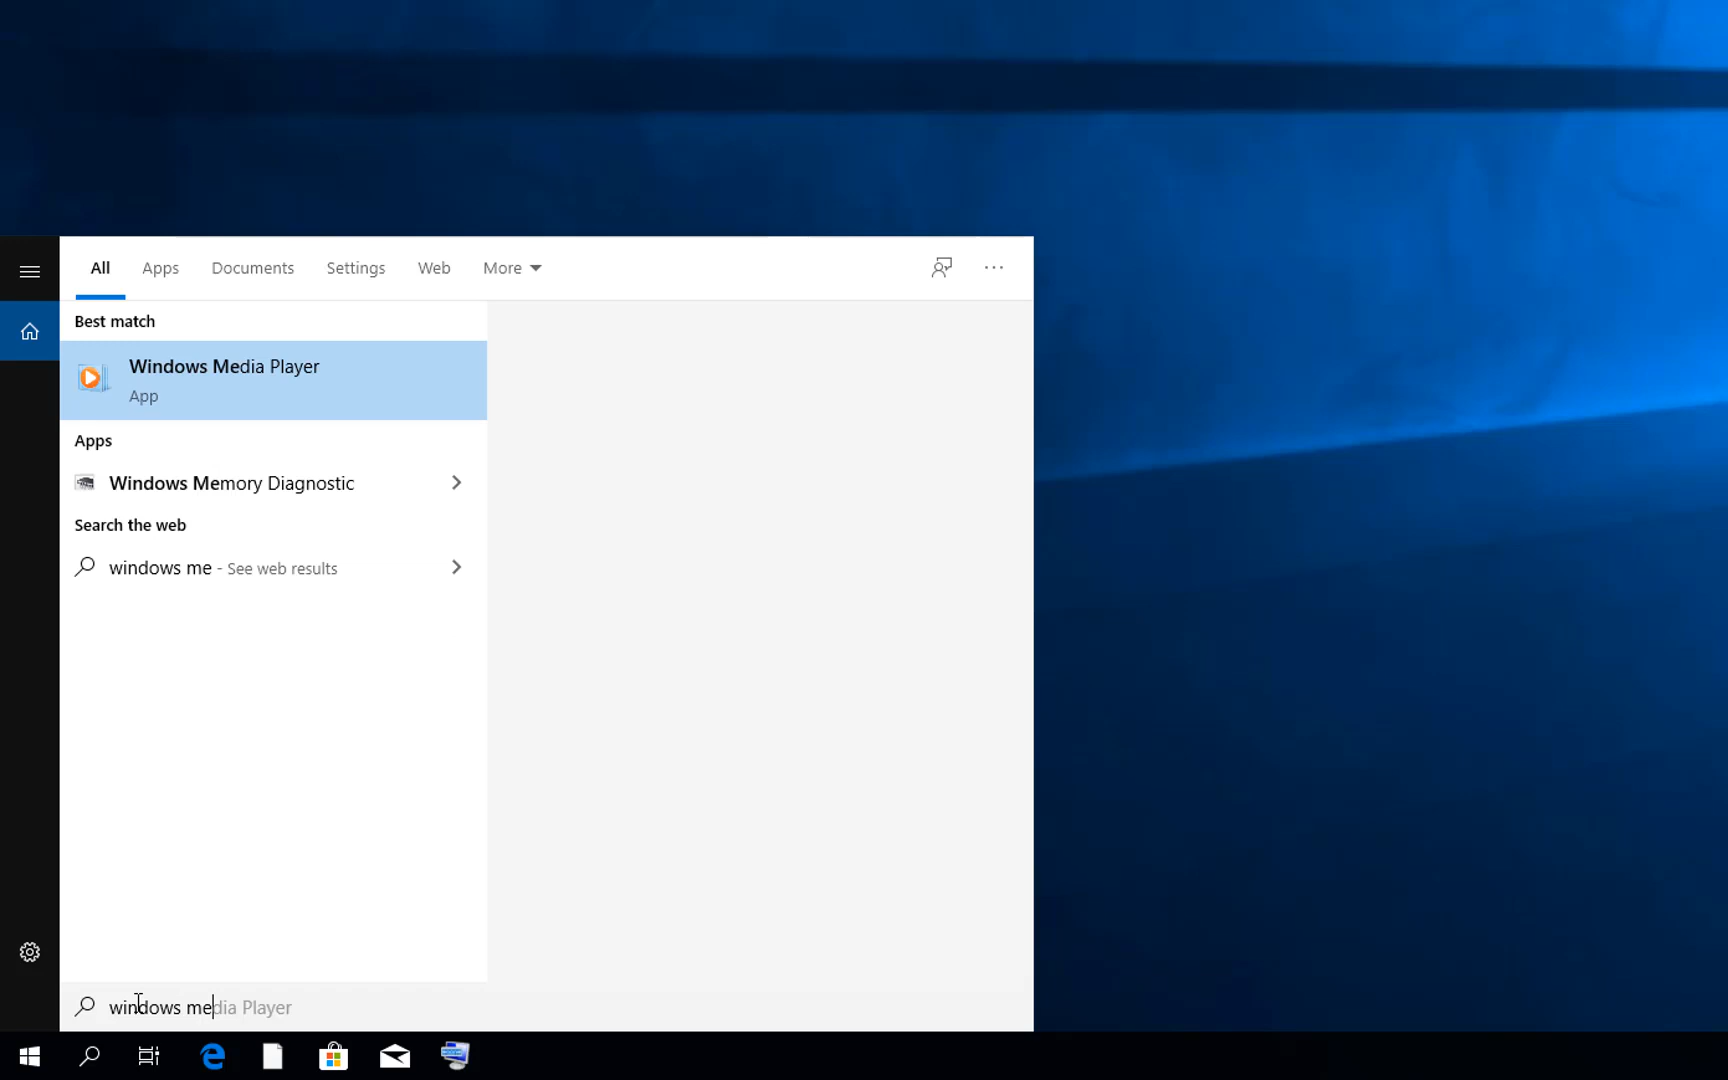 All Apps Documents Settings Web More
Best match
Windows Media Player
App
Apps
Windows Memory Diagnostic
Search the web
windows me - See web results
windows media Player